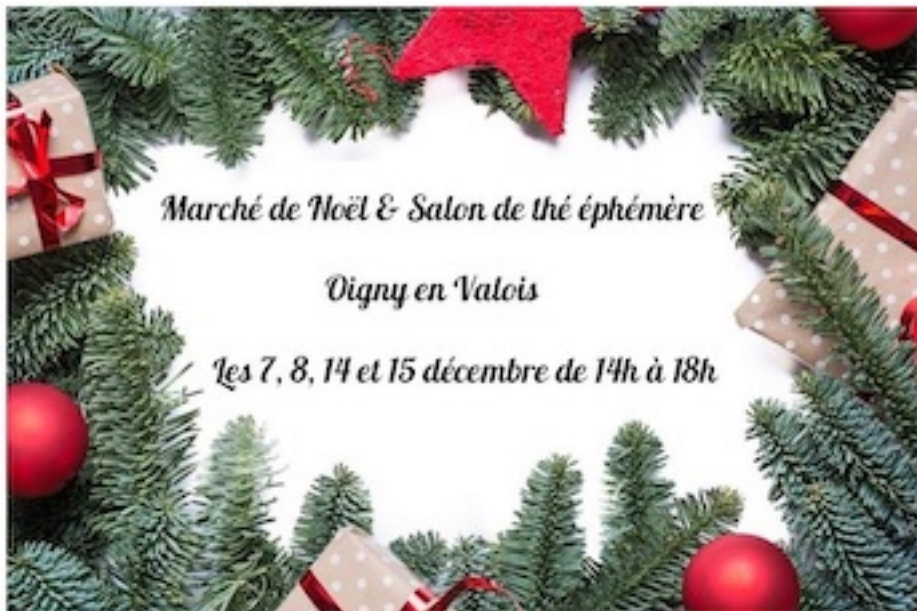 Marché de Noël & Salon de thé éphémère
Oigny en Valois
Les 7, 8, 14 et 15 décembre de 14h à 18h